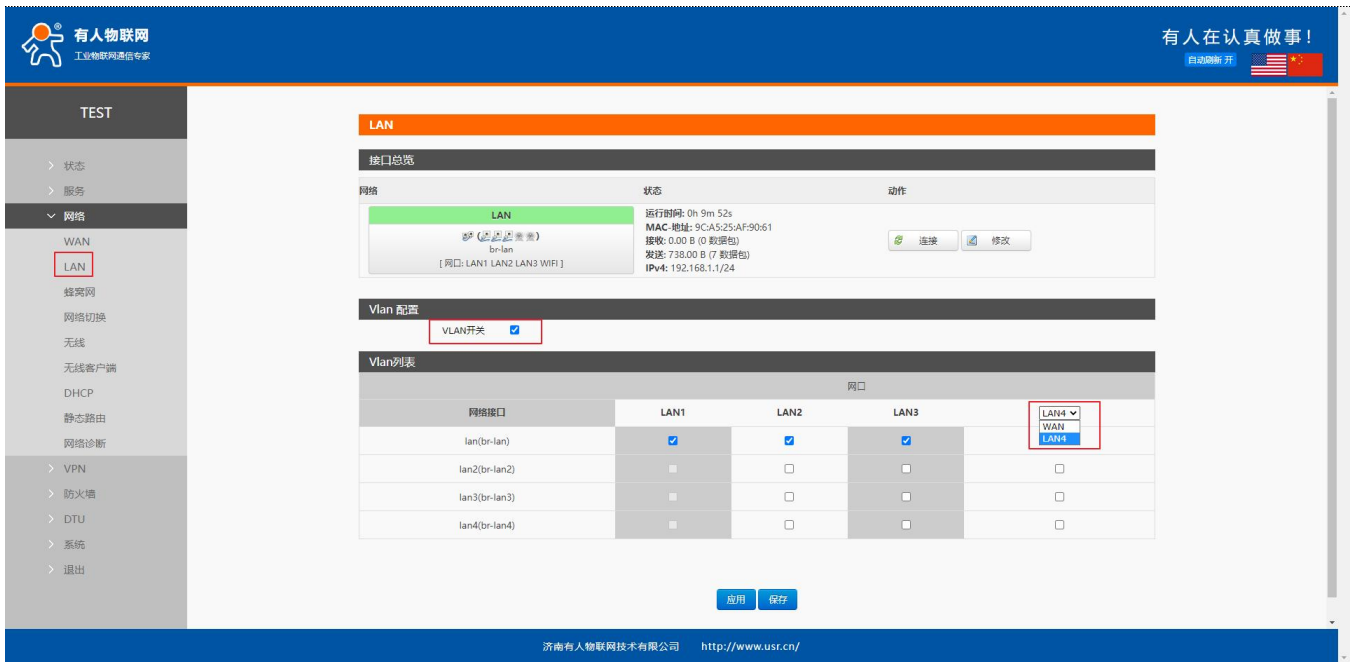 有人物联网
工业物联网通信专家
有人在认真做事!
自动刷新 开
TEST
状态
服务
网络
WAN
LAN
蜂窝网
网络切换
无线
无线客户端
DHCP
静态路由
网络诊断
VPN
防火墙
DTU
系统
退出
LAN
接口总览
网络 状态 动作
LAN
br-lan
[ 网口: LAN1 LAN2 LAN3 WIFI ]
运行时间: 0h 9m 52s
MAC-地址: 9C:A5:25:AF:90:61
接收: 0.00 B (0 数据包)
发送: 738.00 B (7 数据包)
IPv4: 192.168.1.1/24
连接 修改
Vlan 配置
VLAN开关
Vlan列表
网口
网络接口 LAN1 LAN2 LAN3 LAN4
WAN
LAN4
lan(br-lan)
lan2(br-lan2)
lan3(br-lan3)
lan4(br-lan4)
应用 保存
济南有人物联网技术有限公司 http://www.usr.cn/